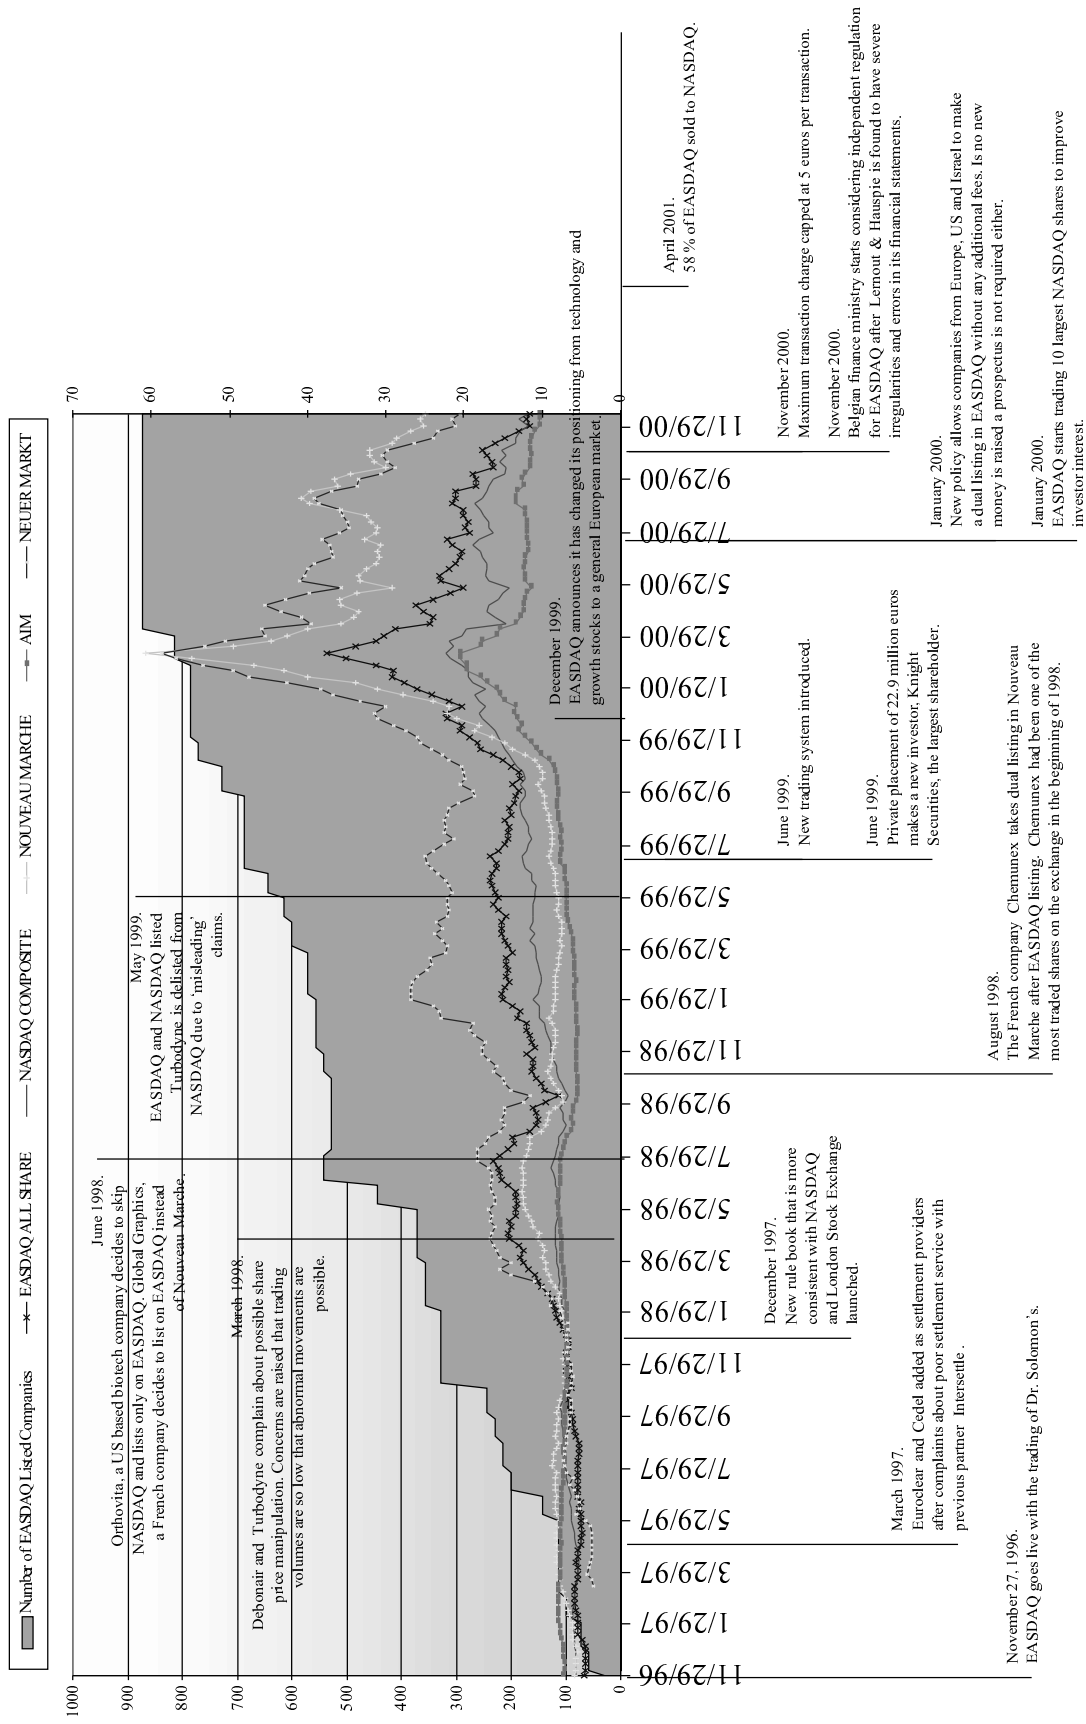 Number of EASDAQ Listed Companies
EASDAQ ALL SHARE
NASDAQ COMPOSITE
NOUVEAU MARCHE
AIM
NEUER MARKT
1000
900
800
700
600
500
400
300
200
100
0
70
60
50
40
30
20
10
0
11/29/96
1/29/97
3/29/97
5/29/97
7/29/97
9/29/97
11/29/97
1/29/98
3/29/98
5/29/98
7/29/98
9/29/98
11/29/98
1/29/99
3/29/99
5/29/99
7/29/99
9/29/99
11/29/99
1/29/00
3/29/00
5/29/00
7/29/00
9/29/00
11/29/00
June 1998.
Orthovita, a US based biotech company decides to skip
NASDAQ and lists only on EASDAQ. Global Graphics,
a French company decides to list on EASDAQ instead
of Nouveau Marche.
March 1998.
Debonair and Turbodyne complain about possible share
price manipulation. Concerns are raised that trading
volumes are so low that abnormal movements are
possible.
May 1999.
EASDAQ and NASDAQ listed
Turbodyne is delisted from
NASDAQ due to 'misleading'
claims.
December 1999.
EASDAQ announces it has changed its positioning from technology and
growth stocks to a general European market.
April 2001.
58 % of EASDAQ sold to NASDAQ.
November 27, 1996.
EASDAQ goes live with the trading of Dr. Solomon's.
March 1997.
Euroclear and Cedel added as settlement providers
after complaints about poor settlement service with
previous partner Intersettle .
December 1997.
New rule book that is more
consistent with NASDAQ
and London Stock Exchange
launched.
August 1998.
The French company Chemunex takes dual listing in Nouveau
Marche after EASDAQ listing. Chemunex had been one of the
most traded shares on the exchange in the beginning of 1998.
June 1999.
New trading system introduced.
June 1999.
Private placement of 22.9 million euros
makes a new investor, Knight
Securities, the largest shareholder.
November 2000.
Maximum transaction charge capped at 5 euros per transaction.
November 2000.
Belgian finance ministry starts considering independent regulation
for EASDAQ after Lernout & Hauspie is found to have severe
irregularities and errors in its financial statements.
January 2000.
New policy allows companies from Europe, US and Israel to make
a dual listing in EASDAQ without any additional fees. Is no new
money is raised a prospectus is not required either.
January 2000.
EASDAQ starts trading 10 largest NASDAQ shares to improve
investor interest.